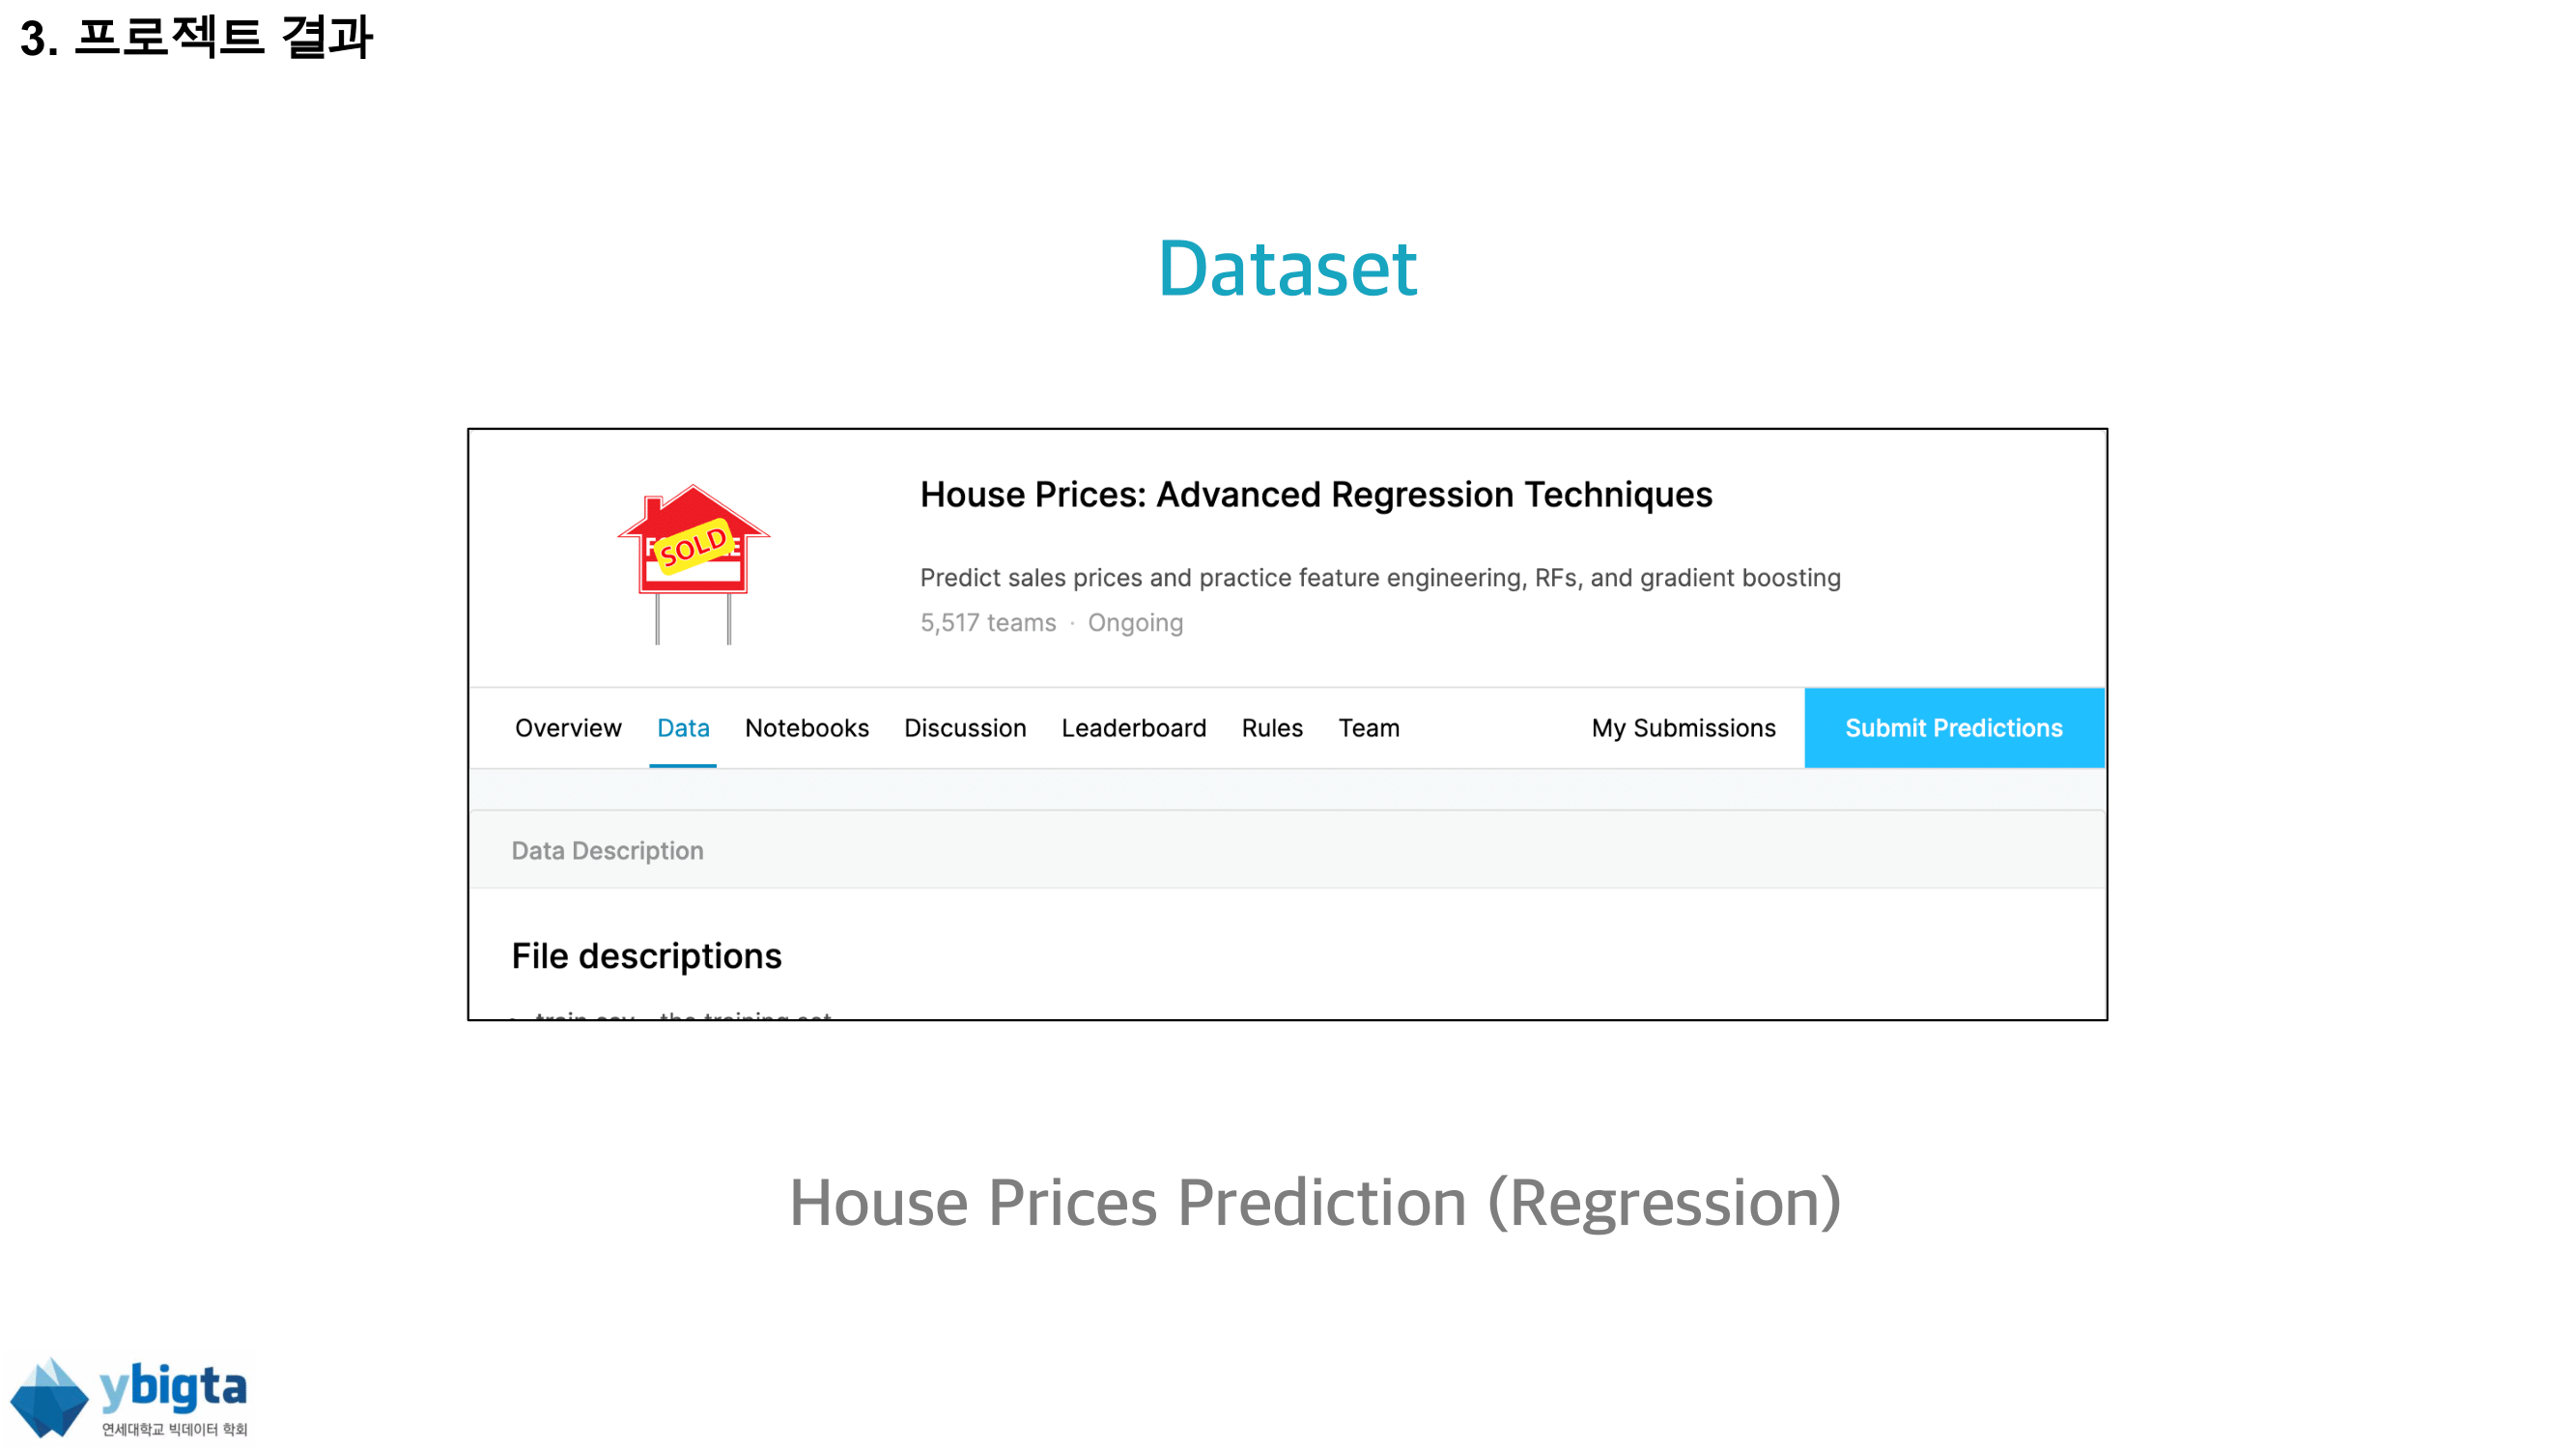 3. 프로젝트 결과
Dataset
SOLD
House Prices: Advanced Regression Techniques
Predict sales prices and practice feature engineering, RFs, and gradient boosting
5,517 teams · Ongoing
Overview Data Notebooks Discussion Leaderboard Rules Team My Submissions Submit Predictions
Data Description
File descriptions
House Prices Prediction (Regression)
ybigta
연세대학교 빅데이터 학회